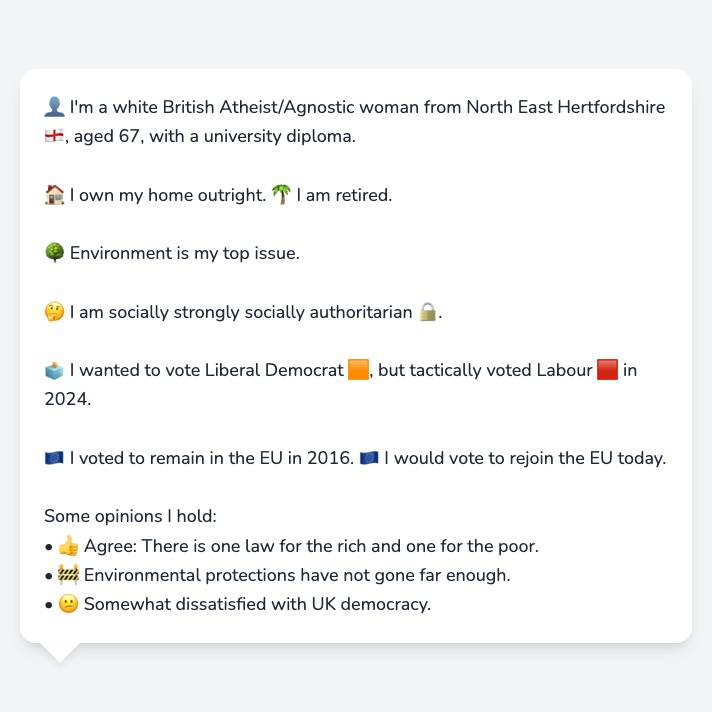 👤 I'm a white British Atheist/Agnostic woman from North East Hertfordshire
🏴󠁧󠁢󠁥󠁮󠁧󠁿, aged 67, with a university diploma.
🏠 I own my home outright. 🌴 I am retired.
🌳 Environment is my top issue.
🤔 I am socially strongly socially authoritarian 🔒.
🗳️ I wanted to vote Liberal Democrat 🟧, but tactically voted Labour 🟥 in
2024.
🇪🇺 I voted to remain in the EU in 2016. 🇪🇺 I would vote to rejoin the EU today.
Some opinions I hold:
• 👍 Agree: There is one law for the rich and one for the poor.
• 🚧 Environmental protections have not gone far enough.
• 😕 Somewhat dissatisfied with UK democracy.